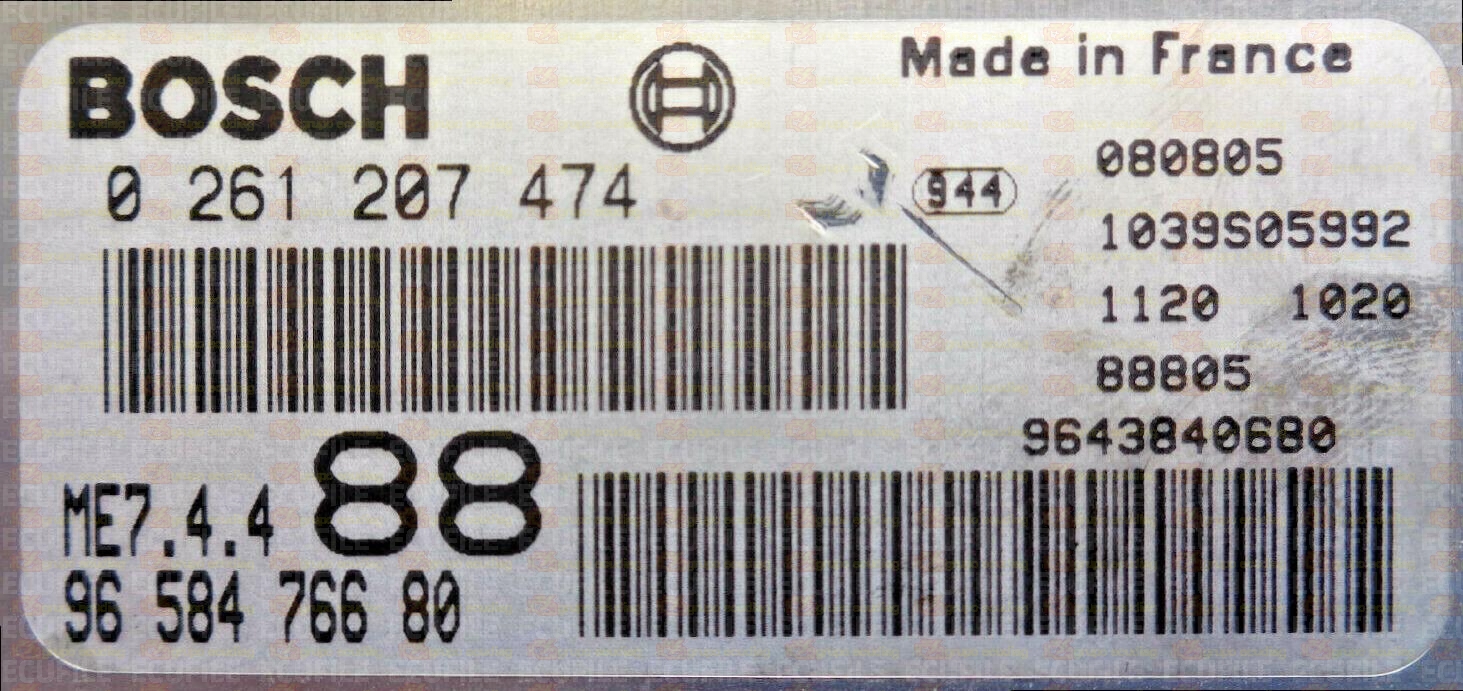 BOSCH
Made in France
0 261 207 474
944
080805
1039S05992
1120 1020
88805
9643840680
ME7.4.4 88
96 584 766 80